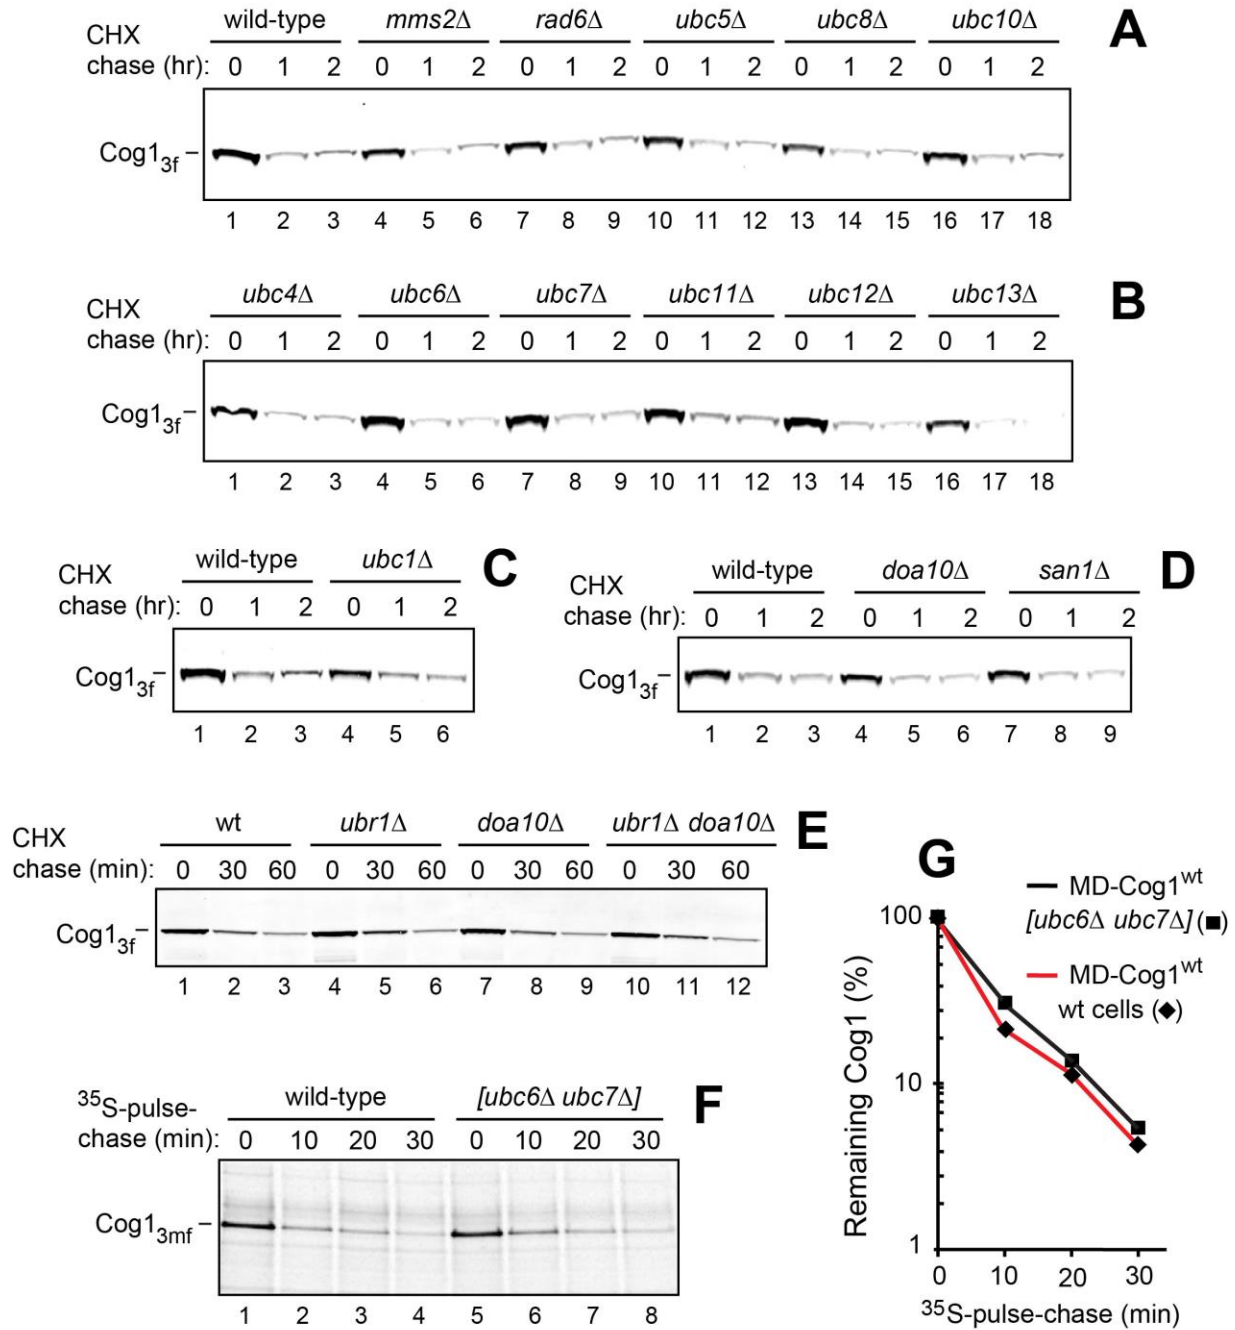 A
wild-type mms2Δ rad6Δ ubc5Δ ubc8Δ ubc10Δ
CHX
chase (hr): 0 1 2 0 1 2 0 1 2 0 1 2 0 1 2 0 1 2
Cog13f
1 2 3 4 5 6 7 8 9 10 11 12 13 14 15 16 17 18
B
ubc4Δ ubc6Δ ubc7Δ ubc11Δ ubc12Δ ubc13Δ
CHX
chase (hr): 0 1 2 0 1 2 0 1 2 0 1 2 0 1 2 0 1 2
Cog13f
1 2 3 4 5 6 7 8 9 10 11 12 13 14 15 16 17 18
C
wild-type ubc1Δ
CHX
chase (hr): 0 1 2 0 1 2
Cog13f
1 2 3 4 5 6
D
wild-type doa10Δ san1Δ
CHX
chase (hr): 0 1 2 0 1 2 0 1 2
Cog13f
1 2 3 4 5 6 7 8 9
E
wt ubr1Δ doa10Δ ubr1Δ doa10Δ
CHX
chase (min): 0 30 60 0 30 60 0 30 60 0 30 60
Cog13f
1 2 3 4 5 6 7 8 9 10 11 12
F
wild-type [ubc6Δ ubc7Δ]
35S-pulse-
chase (min): 0 10 20 30 0 10 20 30
Cog13mf
1 2 3 4 5 6 7 8
G
MD-Cog1wt
[ubc6Δ ubc7Δ] (■)
MD-Cog1wt
wt cells (◆)
Remaining Cog1 (%)
100
10
1
0 10 20 30
35S-pulse-chase (min)